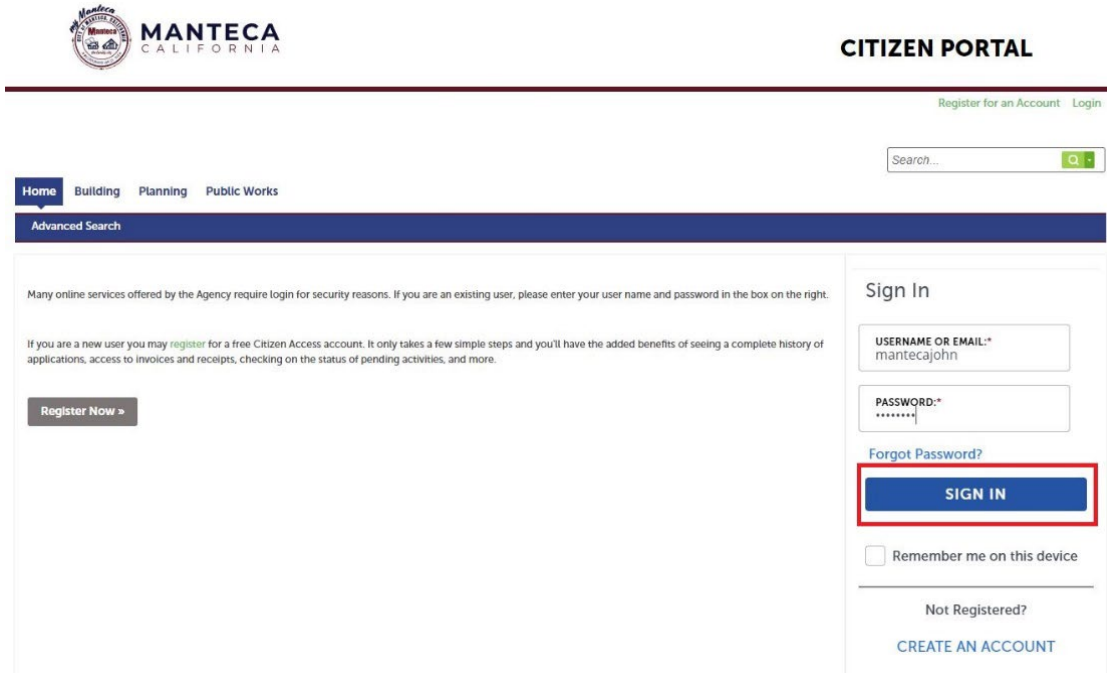 my Manteca
Manteca
MANTECA
CALIFORNIA
CITIZEN PORTAL
Register for an Account Login
Search...
Home Building Planning Public Works
Advanced Search
Many online services offered by the Agency require login for security reasons. If you are an existing user, please enter your user name and password in the box on the right.
If you are a new user you may register for a free Citizen Access account. It only takes a few simple steps and you'll have the added benefits of seeing a complete history of
applications, access to invoices and receipts, checking on the status of pending activities, and more.
Register Now »
Sign In
USERNAME OR EMAIL:*
mantecajohn
PASSWORD:*
••••••••
Forgot Password?
SIGN IN
Remember me on this device
Not Registered?
CREATE AN ACCOUNT